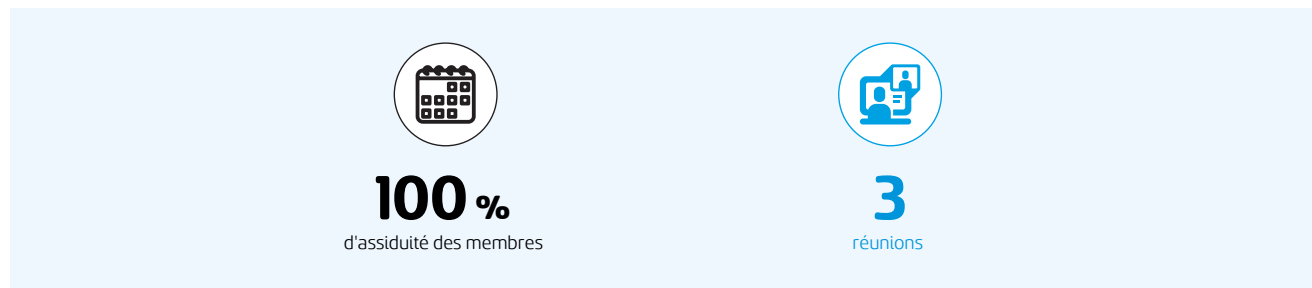 100 %
d'assiduité des membres
3
réunions